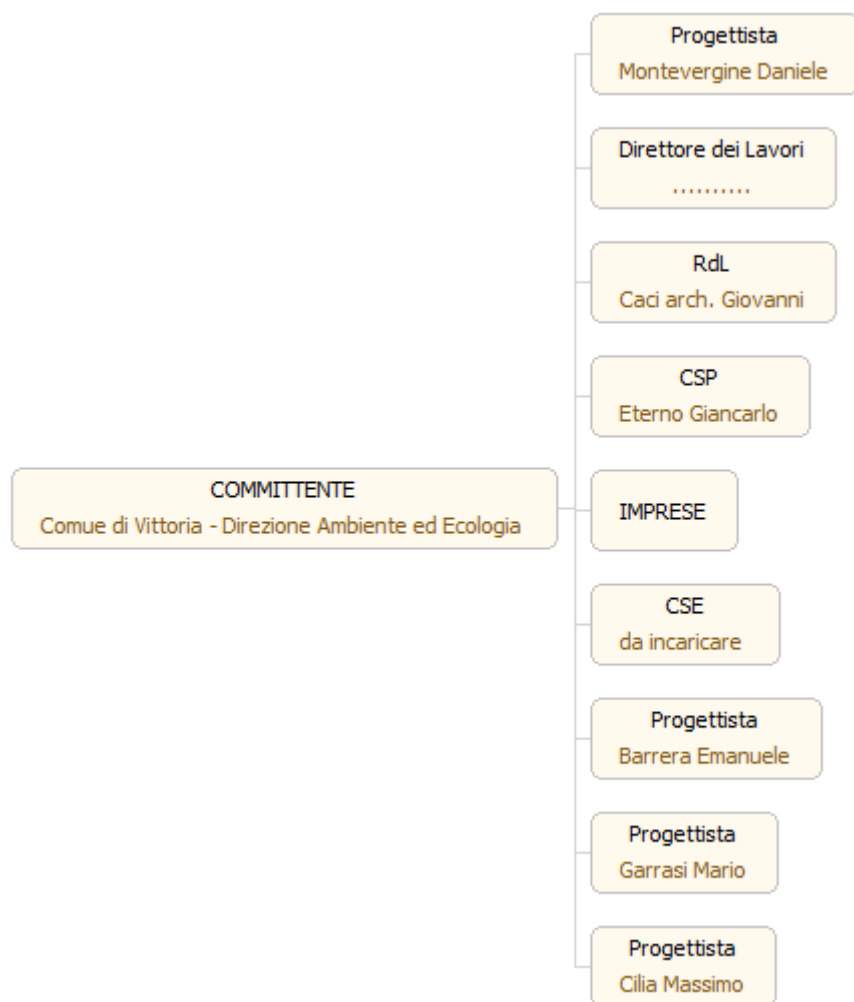 Progettista
Montevergine Daniele
Direttore dei Lavori
..........
RdL
Caci arch. Giovanni
CSP
Eterno Giancarlo
COMMITTENTE
Comue di Vittoria - Direzione Ambiente ed Ecologia
IMPRESE
CSE
da incaricare
Progettista
Barrera Emanuele
Progettista
Garrasi Mario
Progettista
Cilia Massimo